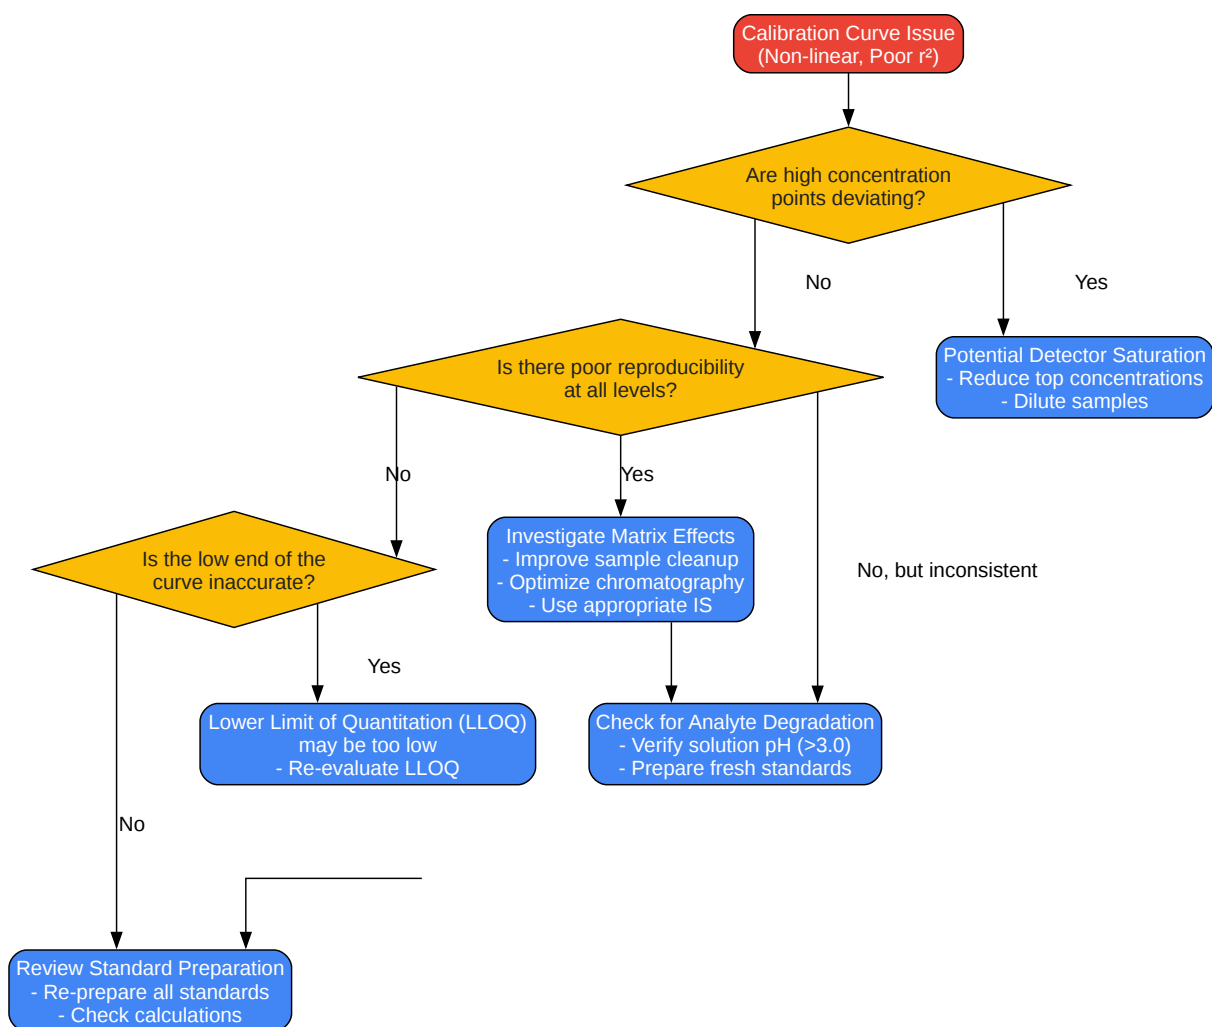 Calibration Curve Issue
(Non-linear, Poor r²)
Are high concentration
points deviating?
No
Yes
Potential Detector Saturation
- Reduce top concentrations
- Dilute samples
Is there poor reproducibility
at all levels?
No
Yes
No, but inconsistent
Is the low end of the
curve inaccurate?
Investigate Matrix Effects
- Improve sample cleanup
- Optimize chromatography
- Use appropriate IS
Yes
No
Lower Limit of Quantitation (LLOQ)
may be too low
- Re-evaluate LLOQ
Check for Analyte Degradation
- Verify solution pH (>3.0)
- Prepare fresh standards
Review Standard Preparation
- Re-prepare all standards
- Check calculations